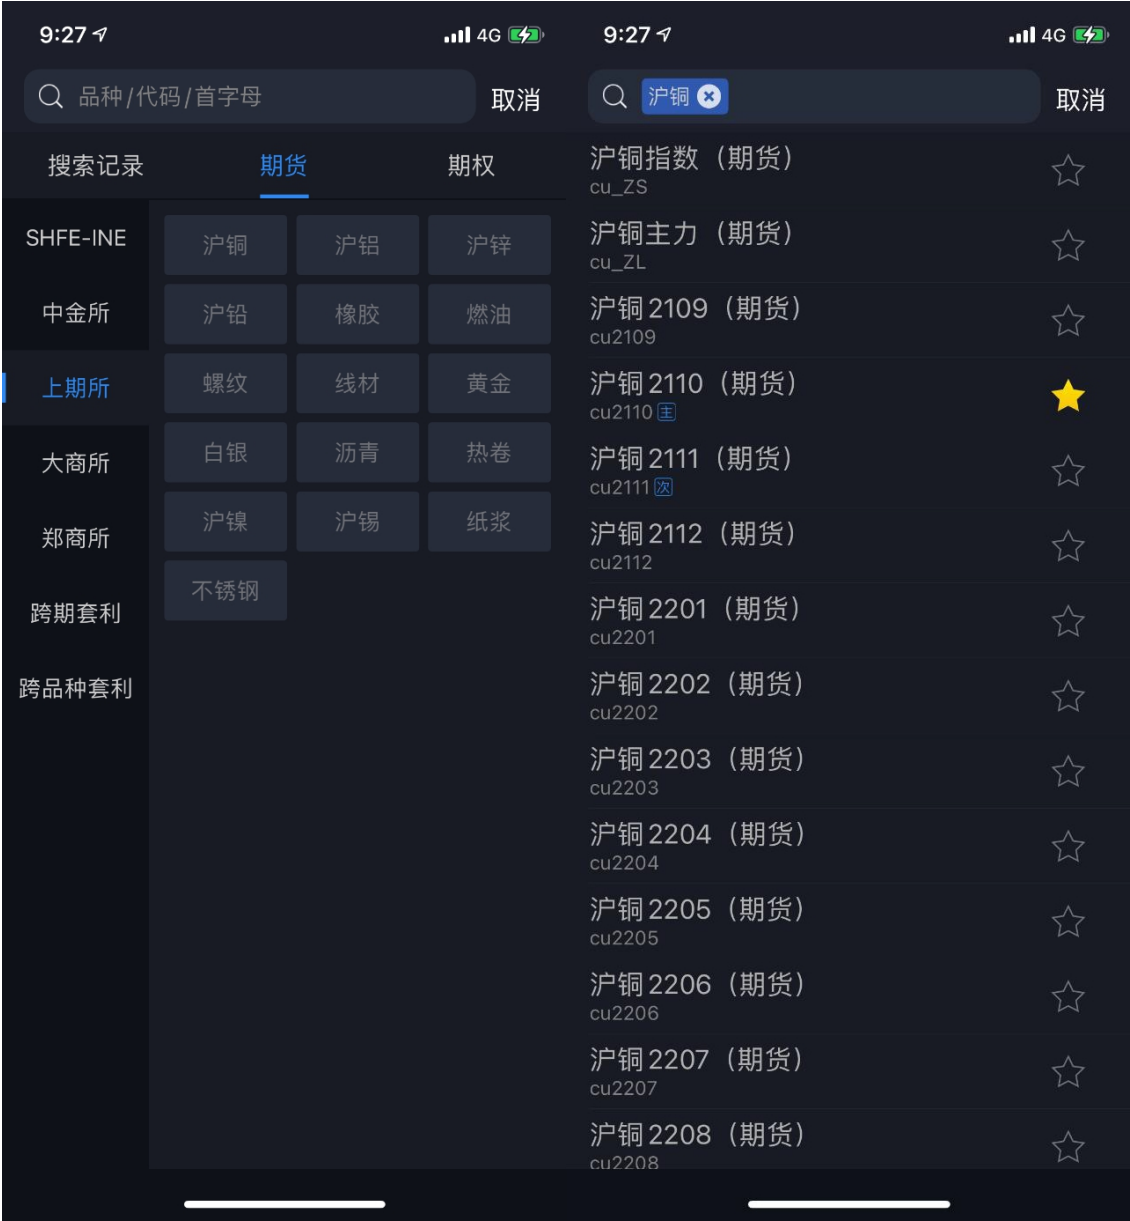 9:27
4G
品种/代码/首字母
取消
搜索记录
期货
期权
SHFE-INE
中金所
上期所
大商所
郑商所
跨期套利
跨品种套利
沪铜
沪铝
沪锌
沪铅
橡胶
燃油
螺纹
线材
黄金
白银
沥青
热卷
沪镍
沪锡
纸浆
不锈钢
9:27
4G
沪铜
取消
沪铜指数（期货）
cu_ZS
沪铜主力（期货）
cu_ZL
沪铜2109（期货）
cu2109
沪铜2110（期货）
cu2110 主
沪铜2111（期货）
cu2111 次
沪铜2112（期货）
cu2112
沪铜2201（期货）
cu2201
沪铜2202（期货）
cu2202
沪铜2203（期货）
cu2203
沪铜2204（期货）
cu2204
沪铜2205（期货）
cu2205
沪铜2206（期货）
cu2206
沪铜2207（期货）
cu2207
沪铜2208（期货）
cu2208